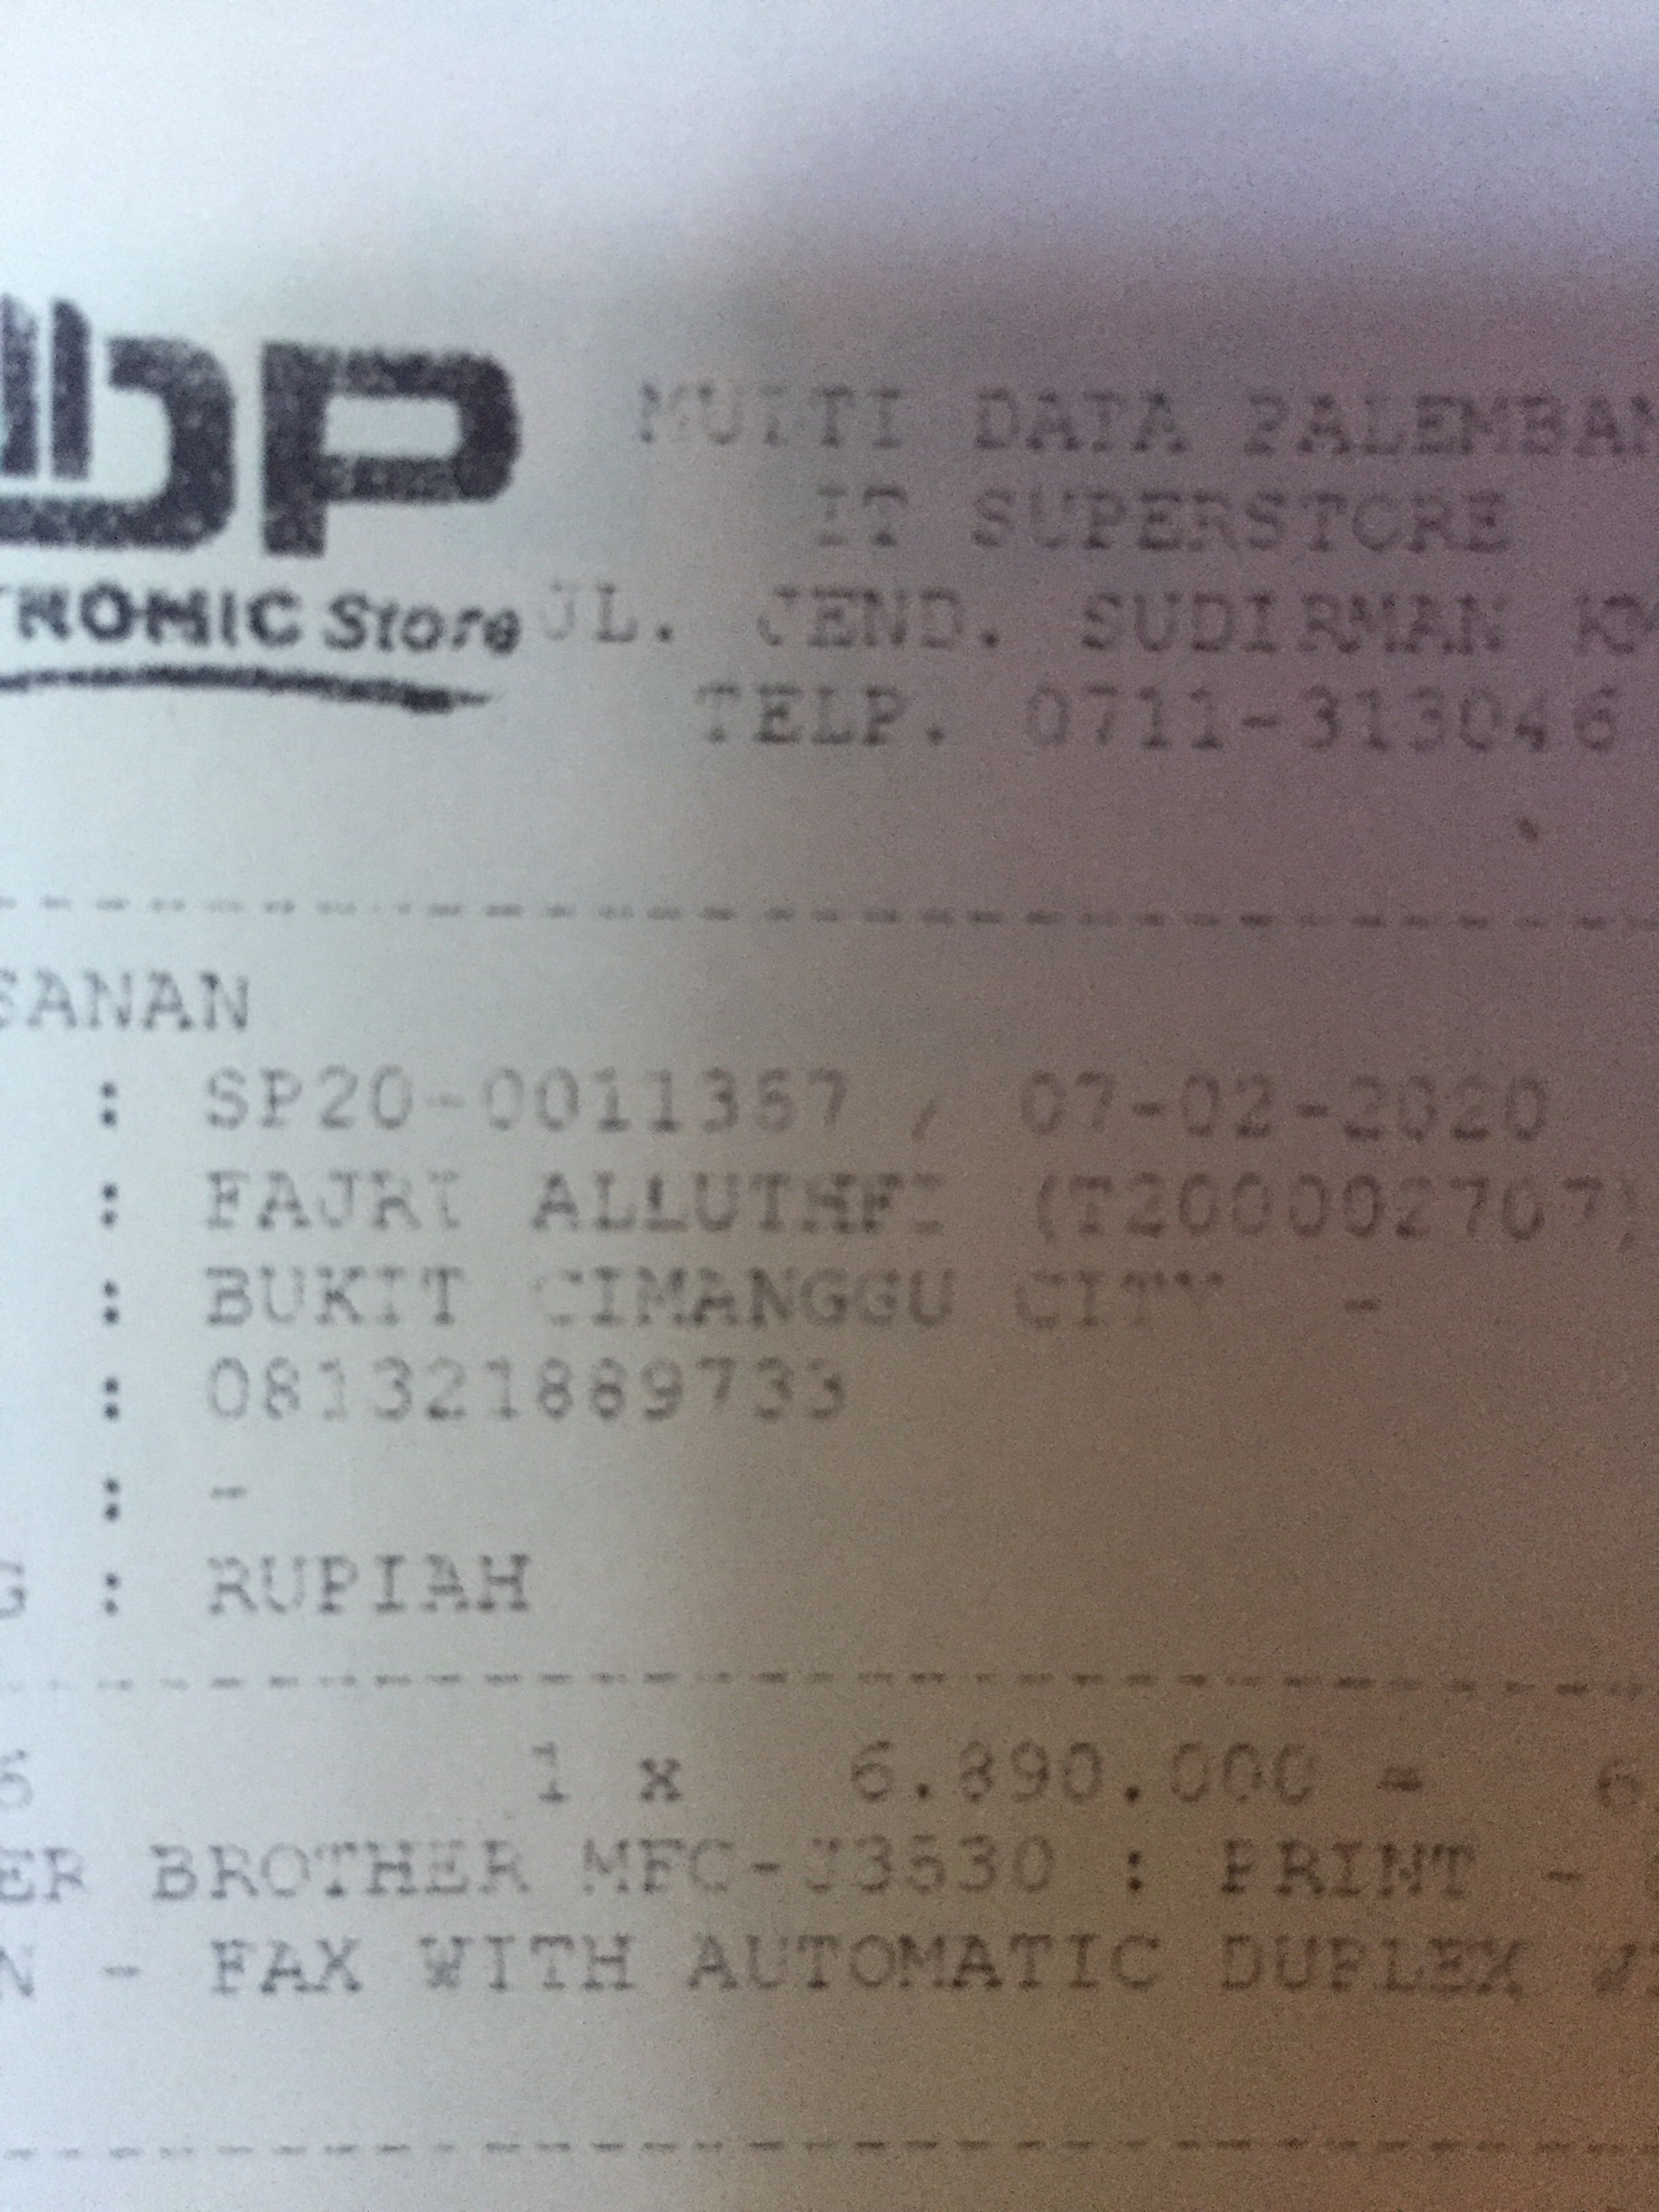 MDP
MULTI DATA PALEMBAN
IT SUPERSTORE
TRONIC Store
JL. JEND. SUDIRMAN KM
TELP. 0711-313046
SANAN
: SP20-0011357 / 07-02-2020
: FAJRI ALLUTHFI (T200002707)
: BUKIT CIMANGGU CITY -
: 081321889733
: -
G : RUPIAH
1 x 6.890.000 = 6
ER BROTHER MFC-J3530 : PRINT -
N - FAX WITH AUTOMATIC DUPLEX